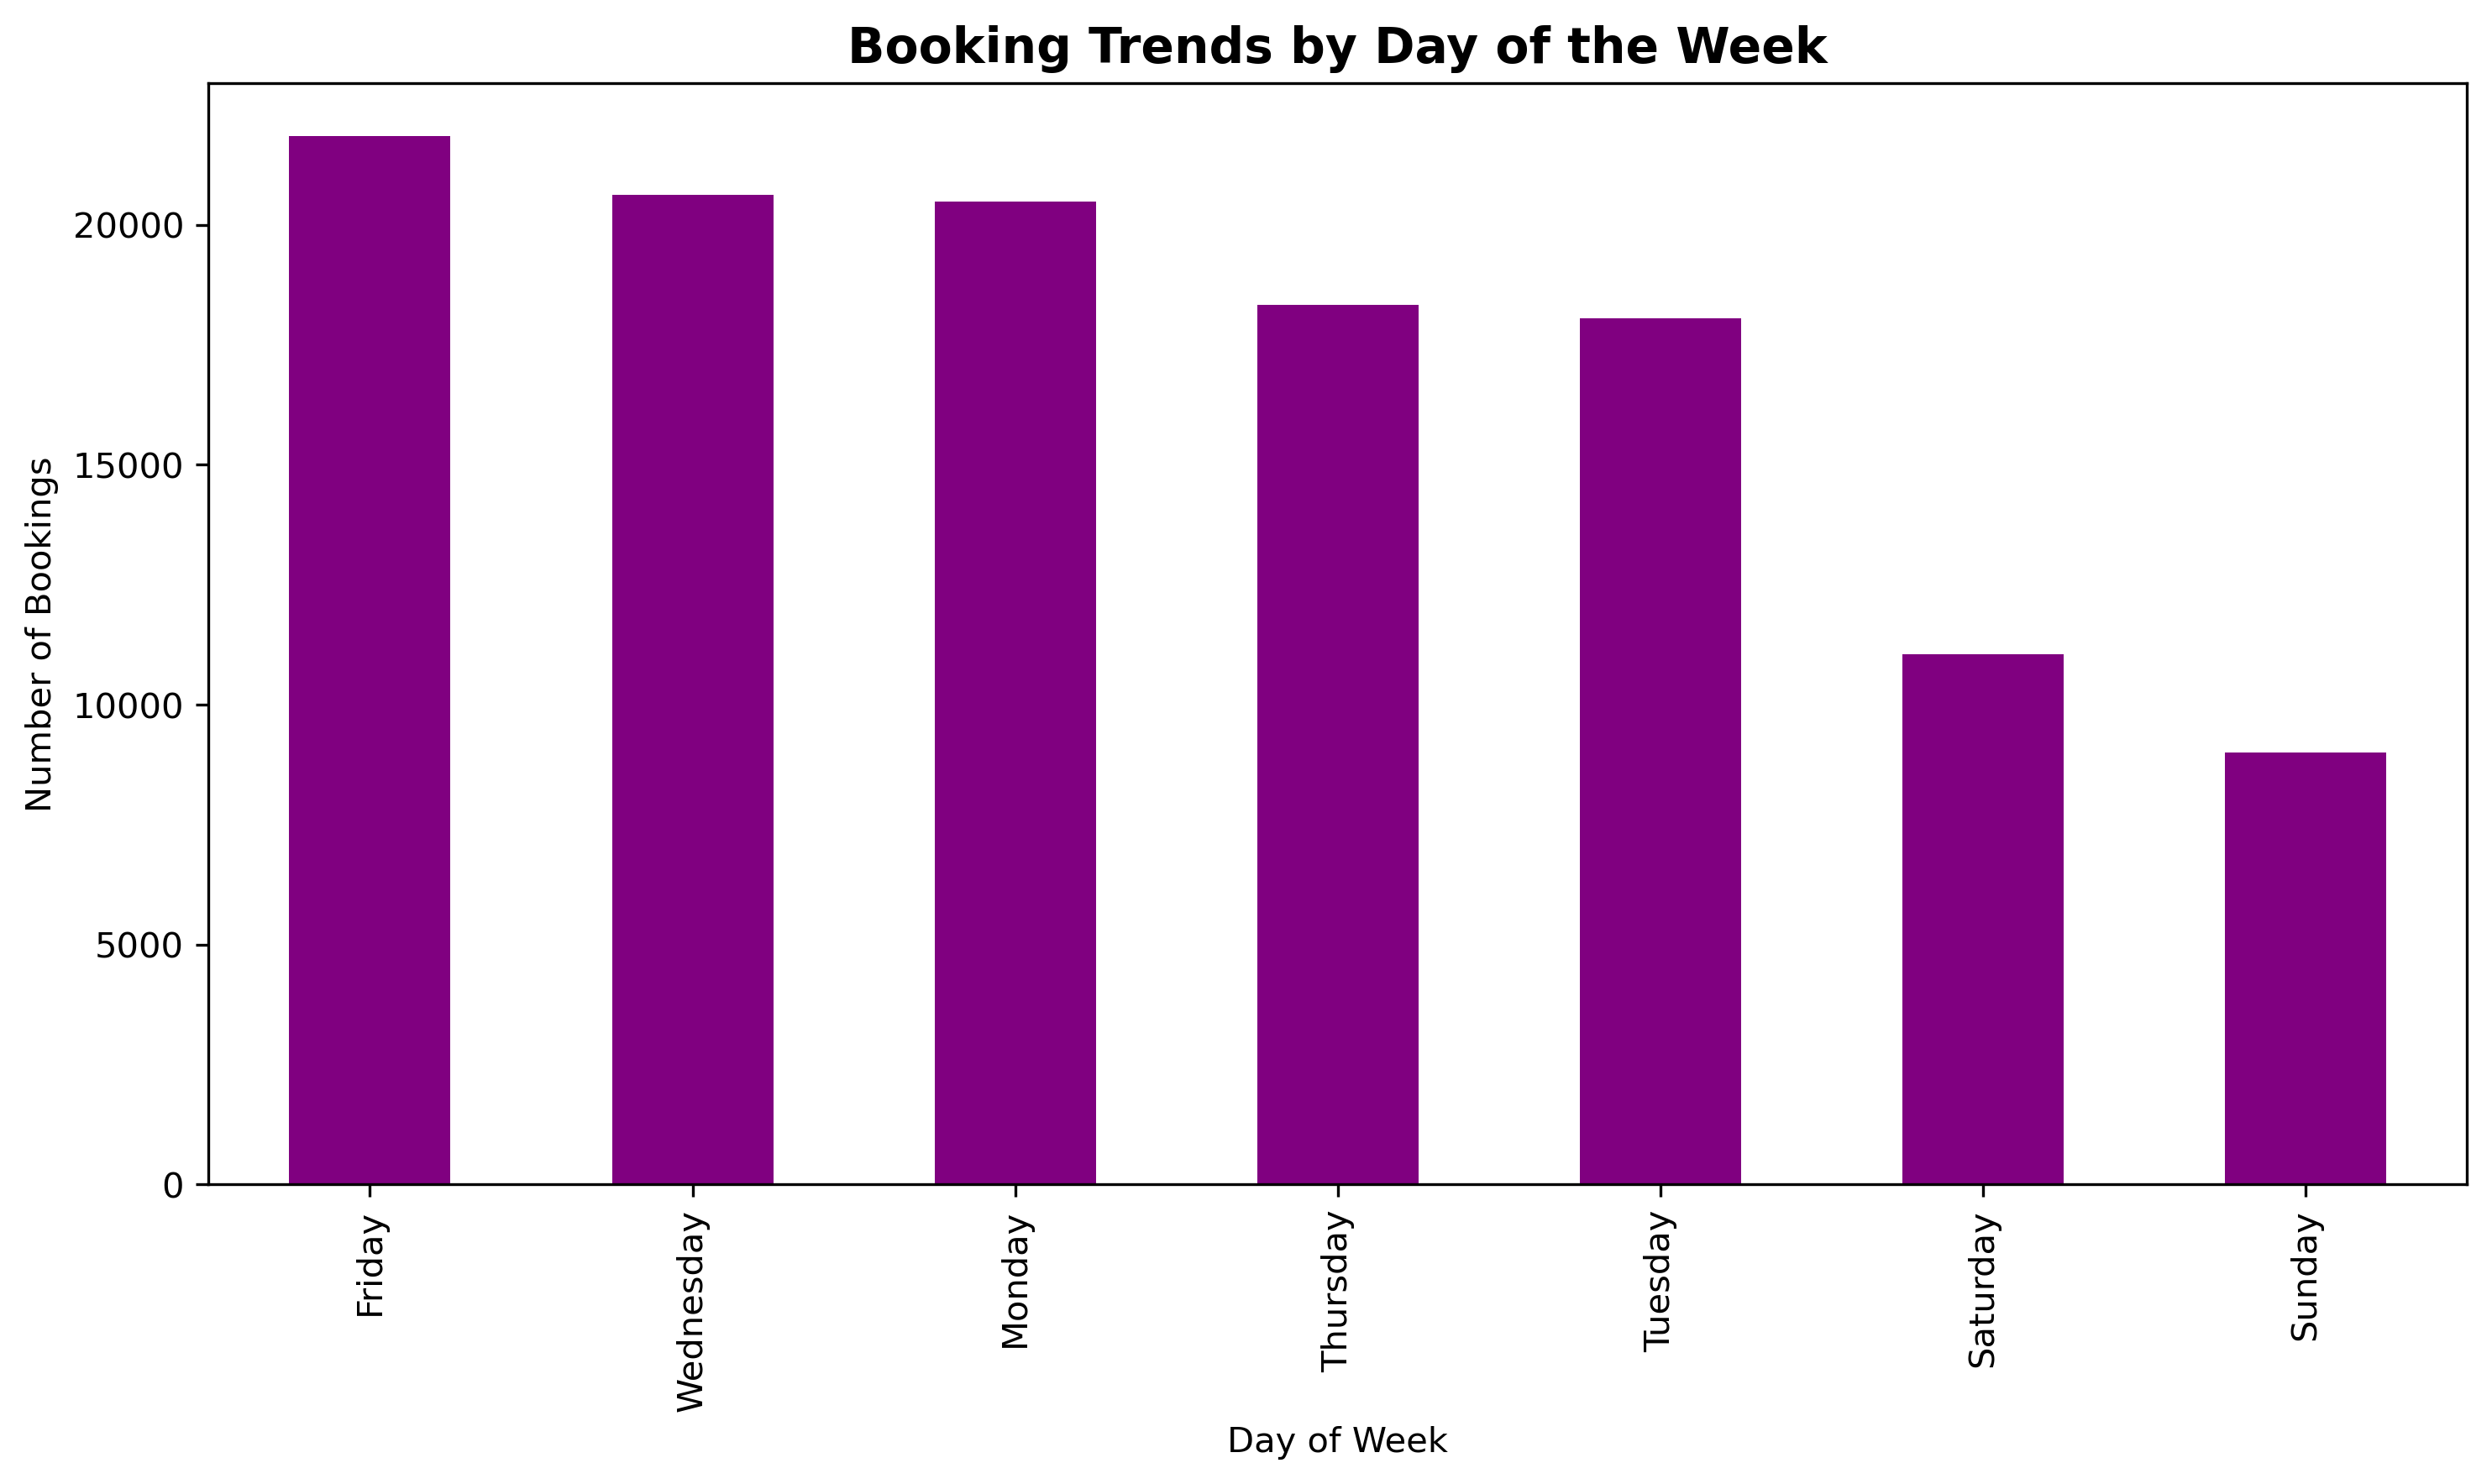 Booking Trends by Day of the Week
Number of Bookings
20000
15000
10000
5000
0
Friday
Wednesday
Monday
Thursday
Tuesday
Saturday
Sunday
Day of Week